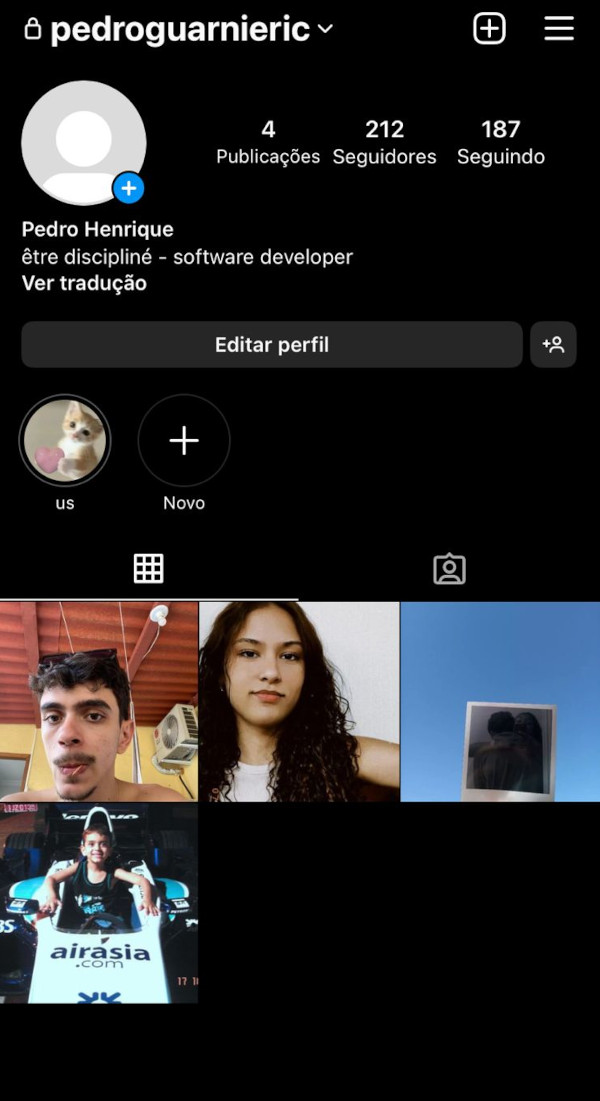 pedroguarnieric
4 212 187
Publicações Seguidores Seguindo
Pedro Henrique
être discipliné - software developer
Ver tradução
Editar perfil
us Novo
airasia
.com